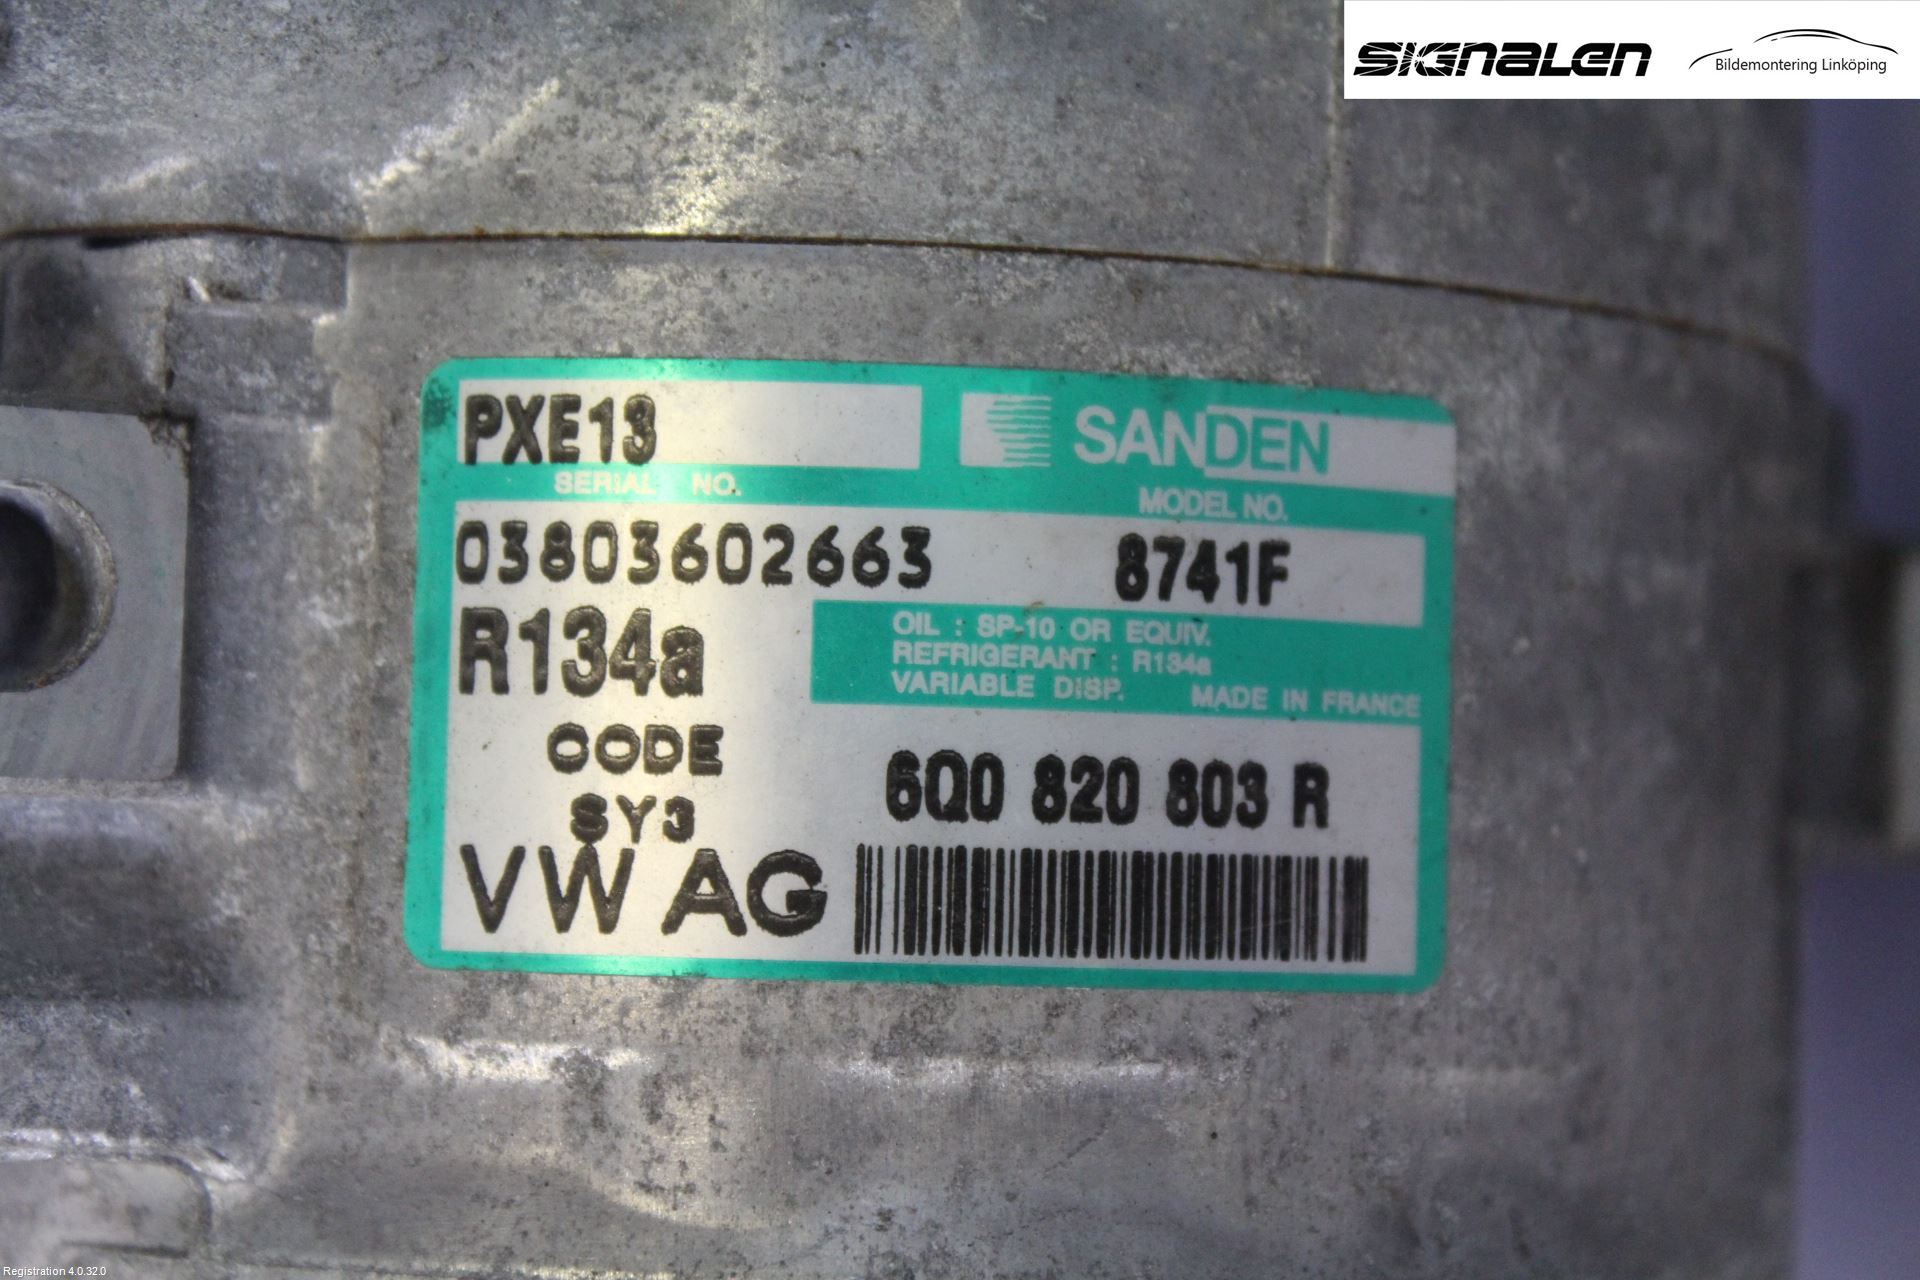 SIGNALEN
Bildemontering Linköping
PXE13
SANDEN
SERIAL NO.
MODEL NO.
03803602663
8741F
R134a
OIL : SP-10 OR EQUIV.
REFRIGERANT : R134a
VARIABLE DISP. MADE IN FRANCE
CODE
SY3
6Q0 820 803 R
VW AG
Registration 4.0.32.0